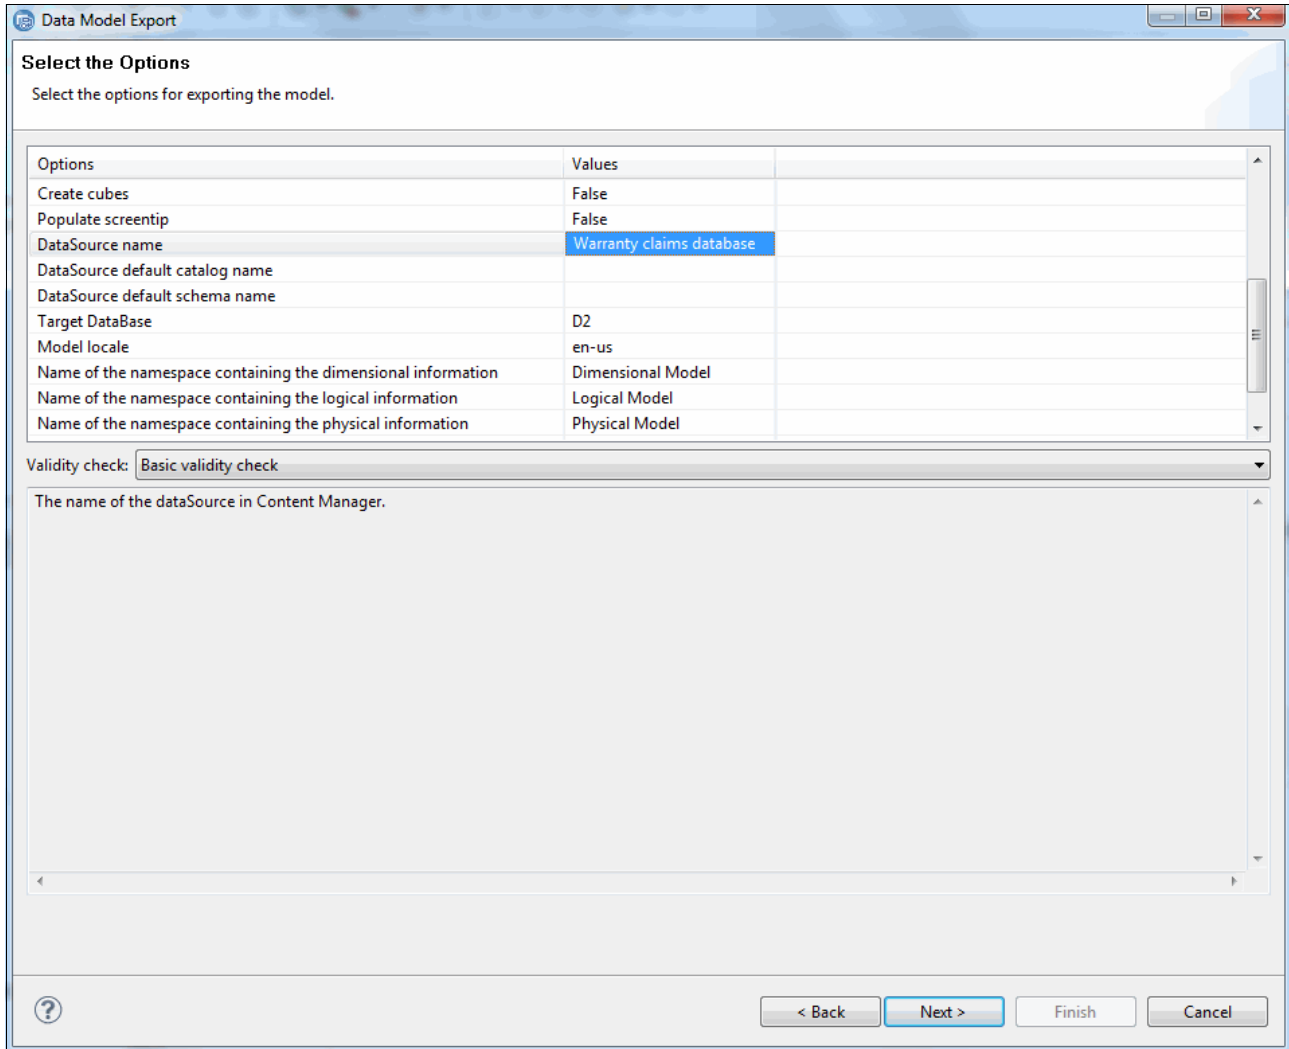 Data Model Export
Select the Options
Select the options for exporting the model.
Options Values
Create cubes False
Populate screentip False
DataSource name Warranty claims database
DataSource default catalog name
DataSource default schema name
Target DataBase D2
Model locale en-us
Name of the namespace containing the dimensional information Dimensional Model
Name of the namespace containing the logical information Logical Model
Name of the namespace containing the physical information Physical Model
Validity check: Basic validity check
The name of the dataSource in Content Manager.
? < Back Next > Finish Cancel